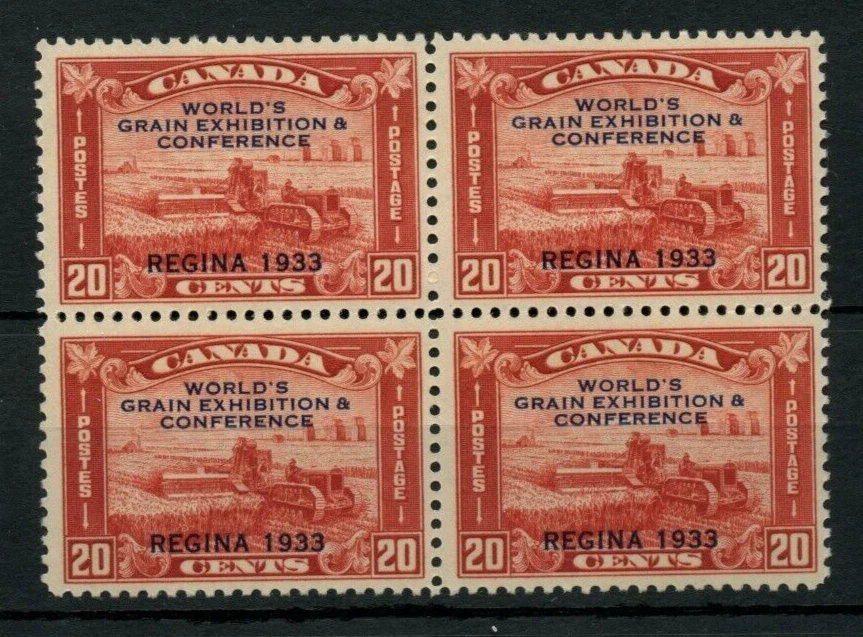 CANADA
WORLD'S
GRAIN EXHIBITION &
CONFERENCE
POSTES
POSTAGE
REGINA 1933
20 CENTS 20
CANADA
WORLD'S
GRAIN EXHIBITION &
CONFERENCE
POSTES
POSTAGE
REGINA 1933
20 CENTS 20
CANADA
WORLD'S
GRAIN EXHIBITION &
CONFERENCE
POSTES
POSTAGE
REGINA 1933
20 CENTS 20
CANADA
WORLD'S
GRAIN EXHIBITION &
CONFERENCE
POSTES
POSTAGE
REGINA 1933
20 CENTS 20